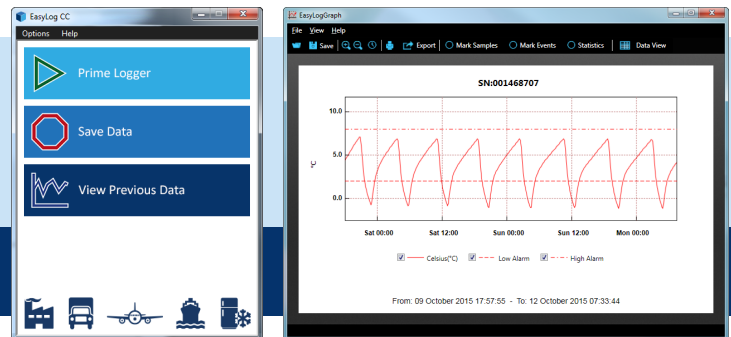 EasyLog CC
Options Help
Prime Logger
Save Data
View Previous Data
EasyLogGraph
File View Help
Save Export Mark Samples Mark Events Statistics Data View
SN:001468707
10.0
5.0
0.0
°C
Sat 00:00 Sat 12:00 Sun 00:00 Sun 12:00 Mon 00:00
Celsius(°C) Low Alarm High Alarm
From: 09 October 2015 17:57:55 - To: 12 October 2015 07:33:44